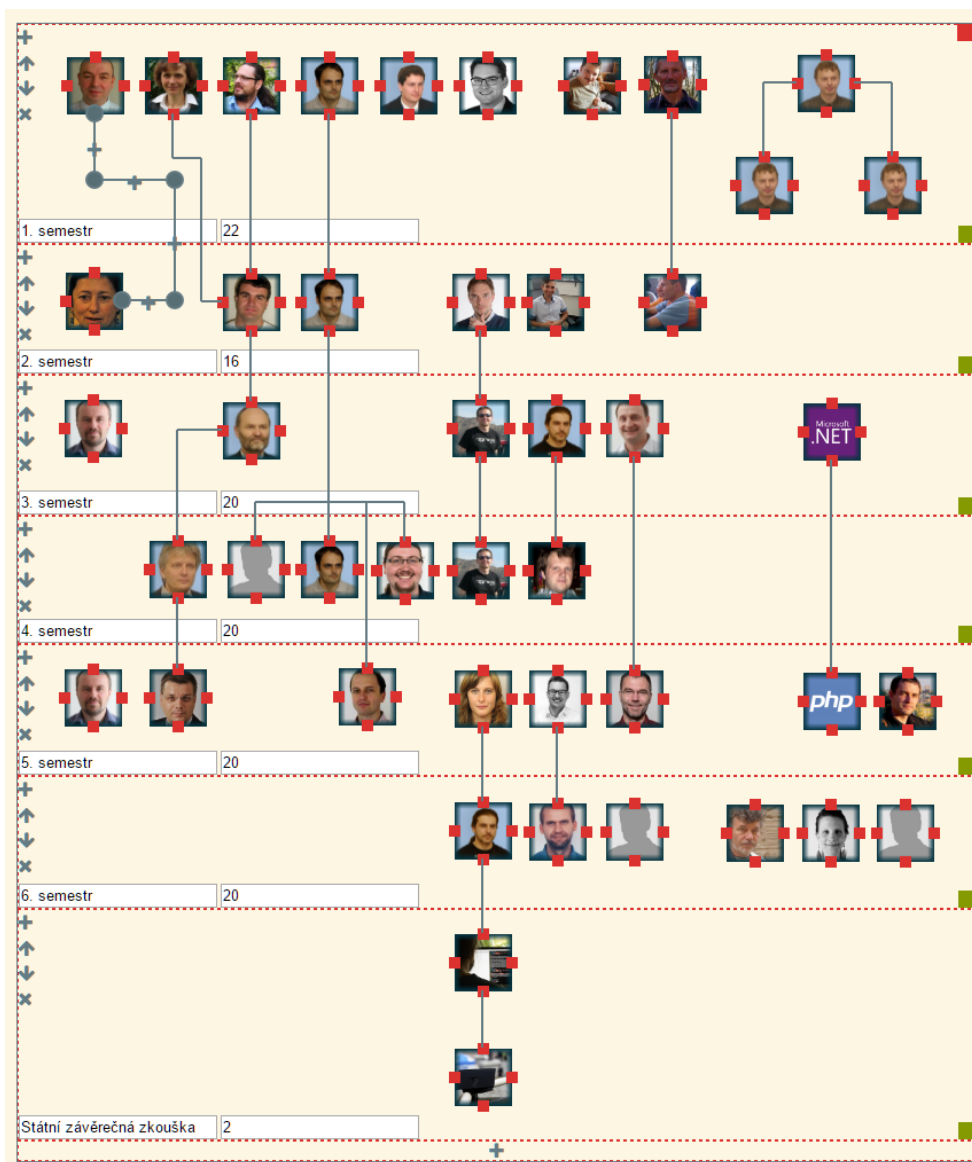 1. semestr 22
2. semestr 16
Microsoft
.NET
3. semestr 20
4. semestr 20
php
5. semestr 20
6. semestr 20
Státní závěrečná zkouška 2